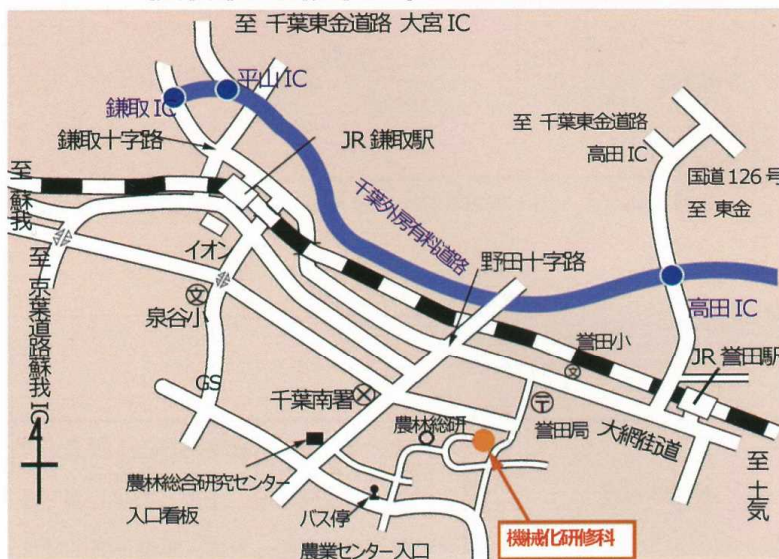 至 千葉東金道路 大宮IC
平山IC
鎌取IC
鎌取十字路
JR 鎌取駅
至 千葉東金道路
高田IC
国道126号
至 東金
至 蘇我
千葉外房有料道路
野田十字路
イオン
文
泉谷小
高田IC
至 京葉道路蘇我IC
誉田小
文
JR 誉田駅
GS
千葉南署
農林総研
〒
誉田局
大網街道
至 土気
農林総合研究センター
入口看板
バス停
農業センター入口
機械化研修科